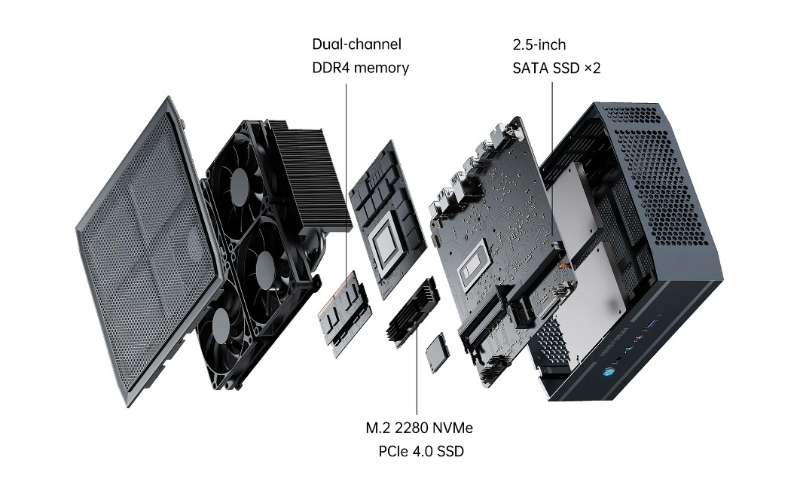 Dual-channel
DDR4 memory
2.5-inch
SATA SSD ×2
M.2 2280 NVMe
PCIe 4.0 SSD